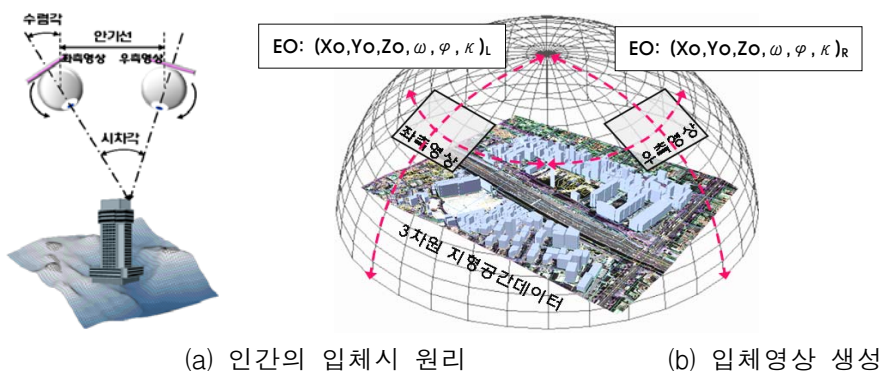 수렴각
안기선
좌측영상 우측영상
시차각
EO: (Xo,Yo,Zo,ω,φ,κ)L
EO: (Xo,Yo,Zo,ω,φ,κ)R
좌측영상
우측영상
3차원 지형공간데이터
(a) 인간의 입체시 원리
(b) 입체영상 생성